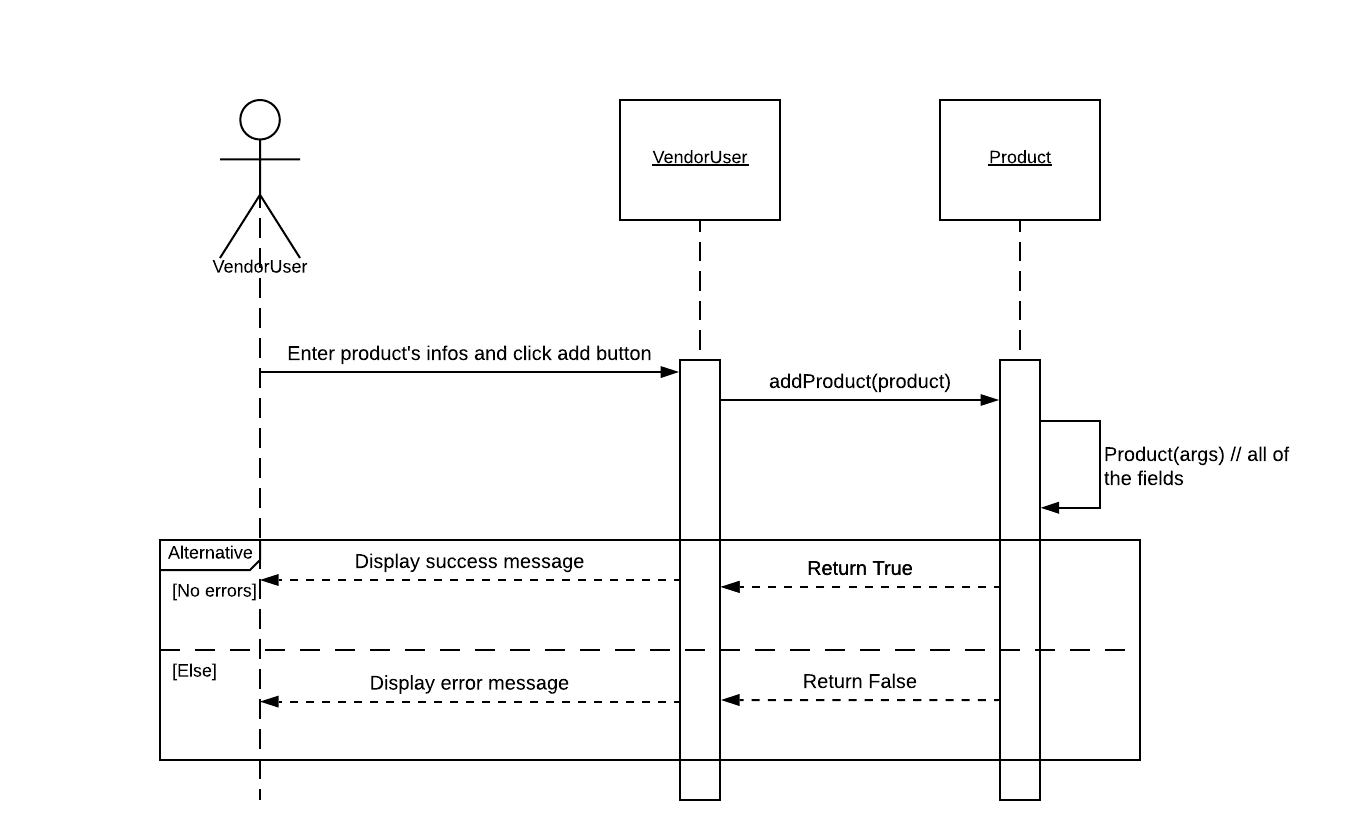 VendorUser
Product
VendorUser
Enter product's infos and click add button
addProduct(product)
Product(args) // all of
the fields
Alternative
Display success message
Return True
[No errors]
[Else]
Display error message
Return False